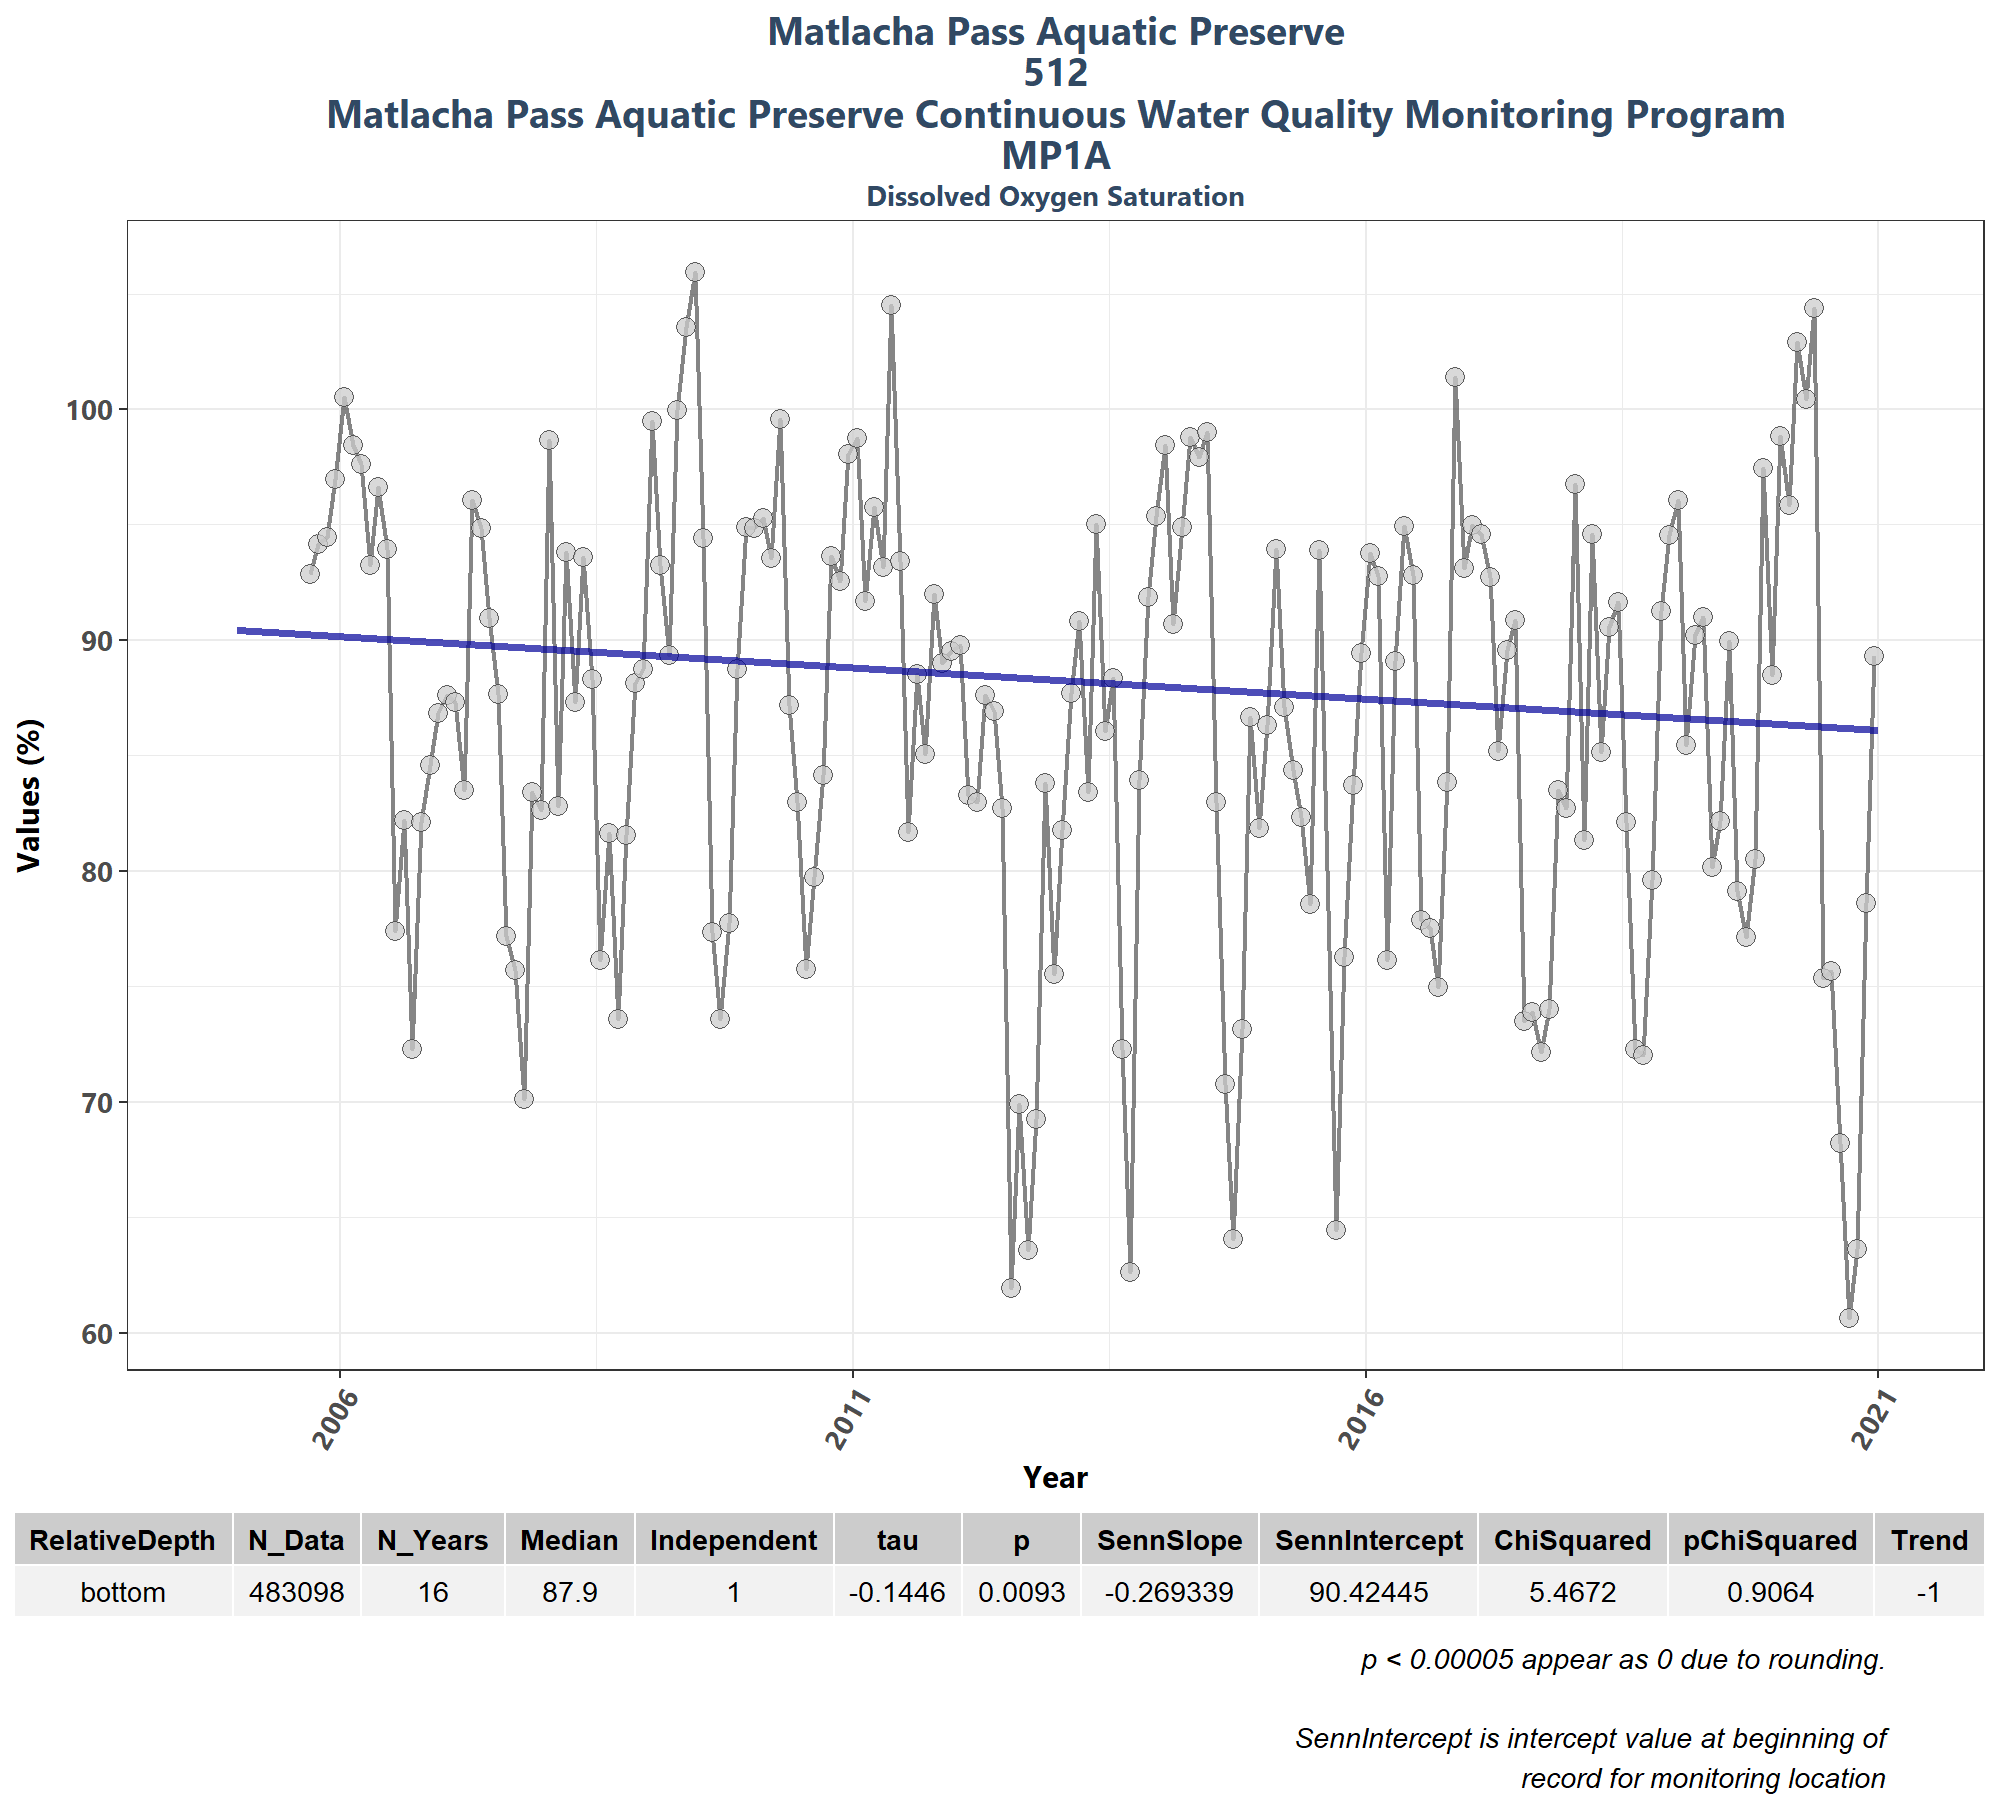 Matlacha Pass Aquatic Preserve
512
Matlacha Pass Aquatic Preserve Continuous Water Quality Monitoring Program
MP1A
Dissolved Oxygen Saturation
Values (%)
100
90
80
70
60
2006 2011 2016 2021
Year
RelativeDepth N_Data N_Years Median Independent tau p SennSlope SennIntercept ChiSquared pChiSquared Trend
bottom 483098 16 87.9 1 -0.1446 0.0093 -0.269339 90.42445 5.4672 0.9064 -1
p < 0.00005 appear as 0 due to rounding.
SennIntercept is intercept value at beginning of
record for monitoring location